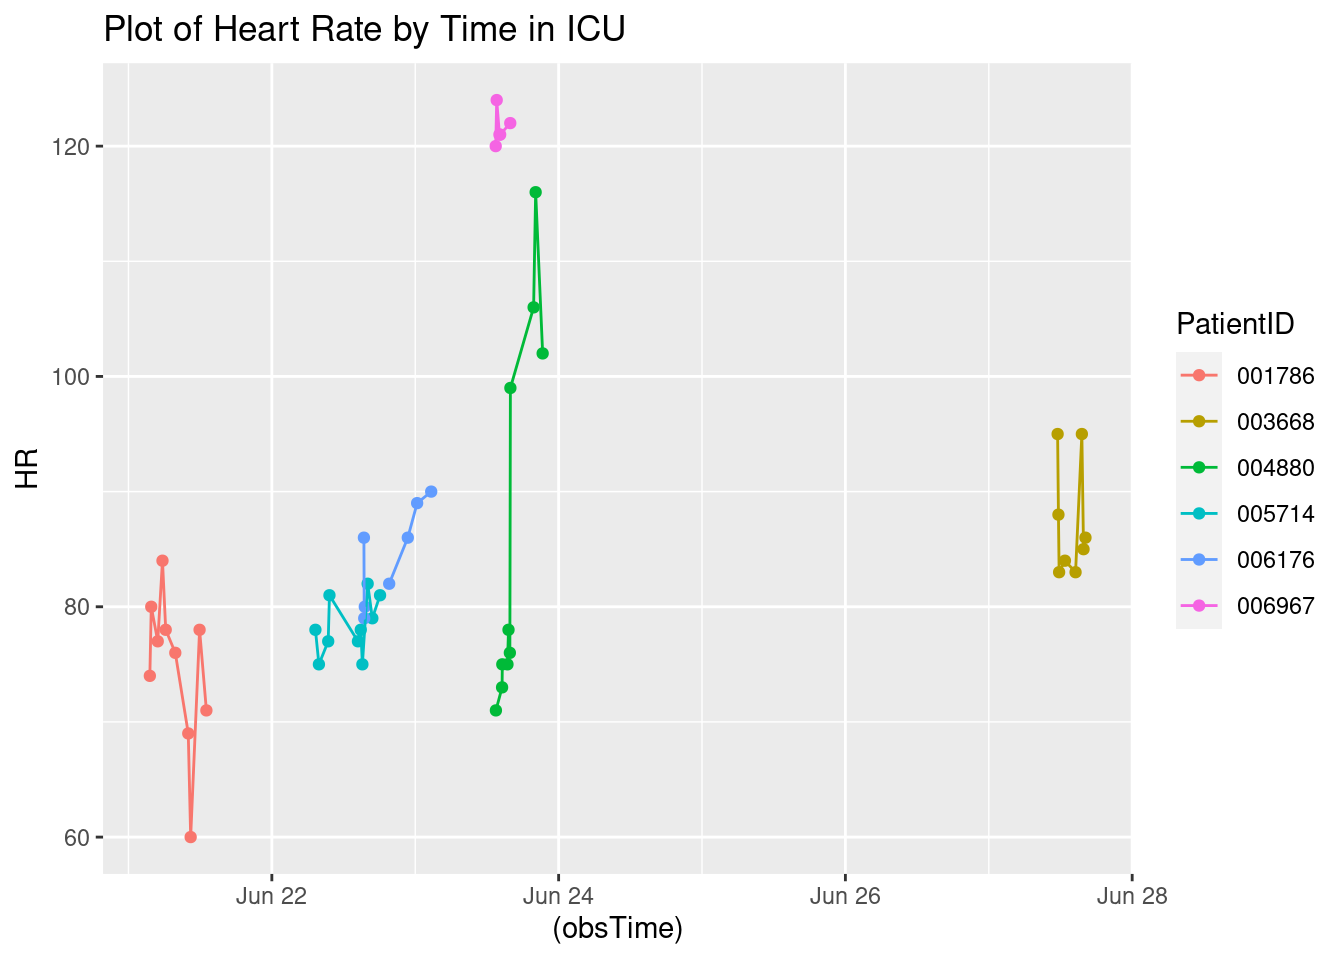 Plot of Heart Rate by Time in ICU
120
100
80
60
HR
Jun 22
Jun 24
Jun 26
Jun 28
(obsTime)
PatientID
001786
003668
004880
005714
006176
006967